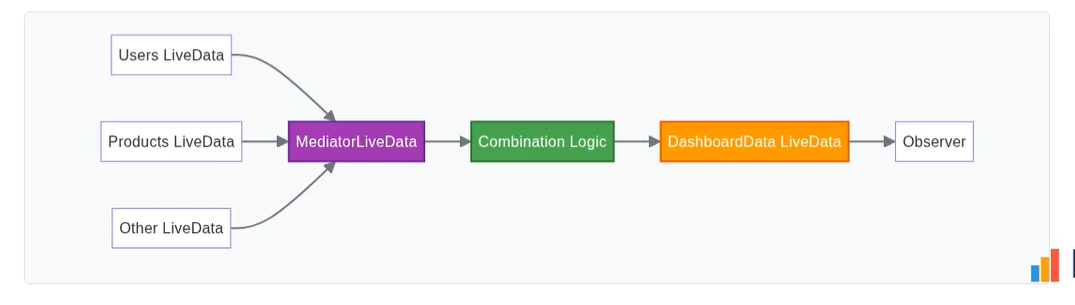 Users LiveData
Products LiveData
MediatorLiveData
Combination Logic
DashboardData LiveData
Observer
Other LiveData